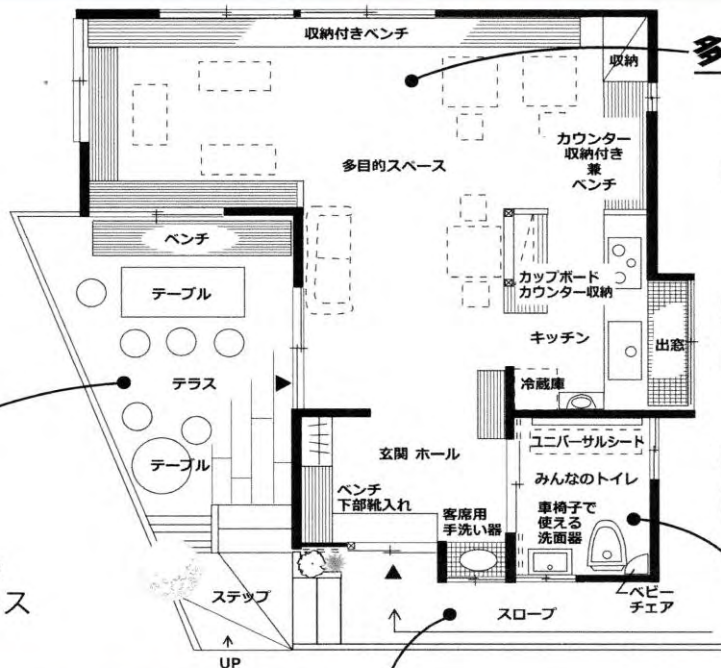 収納付きベンチ
収納
多
カウンター
収納付き
兼
ベンチ
多目的スペース
ベンチ
テーブル
カップボード
カウンター収納
キッチン
出窓
テラス
冷蔵庫
ユニバーサルシート
玄関 ホール
みんなのトイレ
テーブル
ベンチ
下部靴入れ
客席用
手洗い器
車椅子で
使える
洗面器
ス
ステップ
スロープ
ベビー
チェア
UP